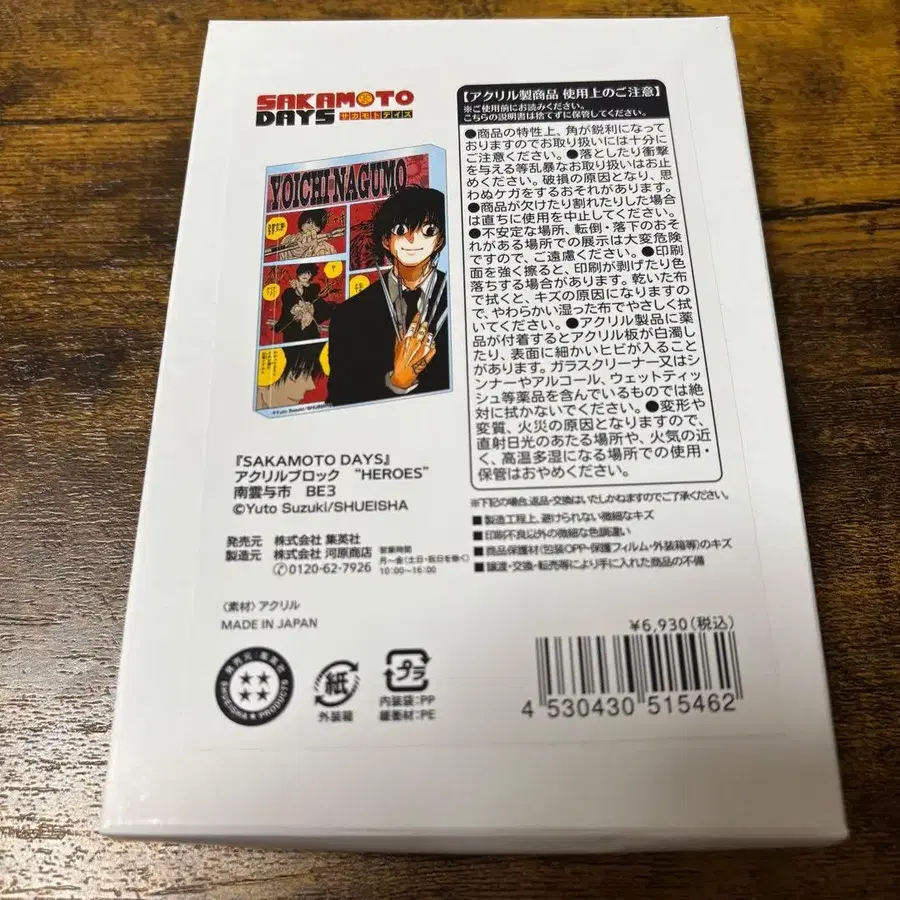 SAKAMOTO
DAYS サカモトデイズ
YOICHI NAGUMO
©Yuto Suzuki/SHUEISHA
『SAKAMOTO DAYS』
アクリルブロック “HEROES”
南雲与市 BE3
©Yuto Suzuki/SHUEISHA
発売元 株式会社 集英社
製造元 株式会社 河原商店
0120-62-7926
営業時間
月～金(土日・祝日を除く)
10:00～16:00
〈素材〉アクリル
MADE IN JAPAN
発売元・集英社
SHUEISHA★PRODUCTS
紙
外装箱
プラ
内装袋:PP
緩衝材:PE
【アクリル製商品 使用上のご注意】
※ご使用前にお読みください。
こちらの説明書は捨てずに保管してください。
●商品の特性上、角が鋭利になって
おりますのでお取り扱いには十分に
ご注意ください。●落としたり衝撃
を与える等乱暴なお取り扱いはお止
めください。破損の原因となり、思
わぬケガをするおそれがあります。
●商品が欠けたり割れたりした場合
は直ちに使用を中止してください。
●不安定な場所、転倒・落下のおそ
れがある場所での展示は大変危険
ですので、ご遠慮ください。●印刷
面を強く擦ると、印刷が剥げたり色
落ちする場合があります。乾いた布
で拭くと、キズの原因になりますの
で、やわらかい湿った布でやさしく拭
いてください。●アクリル製品に薬
品が付着するとアクリル板が白濁し
たり、表面に細かいヒビが入ること
があります。ガラスクリーナー又はシ
ンナーやアルコール、ウェットティッ
シュ等薬品を含んでいるものでは絶
対に拭かないでください。●変形や
変質、火災の原因となりますので、
直射日光のあたる場所や、火気の近
く、高温多湿になる場所での使用・
保管はおやめください。
※下記の場合、返品・交換はいたしかねますのでご了承ください。
■製造工程上、避けられない微細なキズ
■印刷不良以外の微細な色調違い
■商品保護材(包装OPP・保護フィルム・外装箱等)のキズ
■譲渡・交換・転売等により手に入れた商品の不備
¥6,930(税込)
4 530430 515462